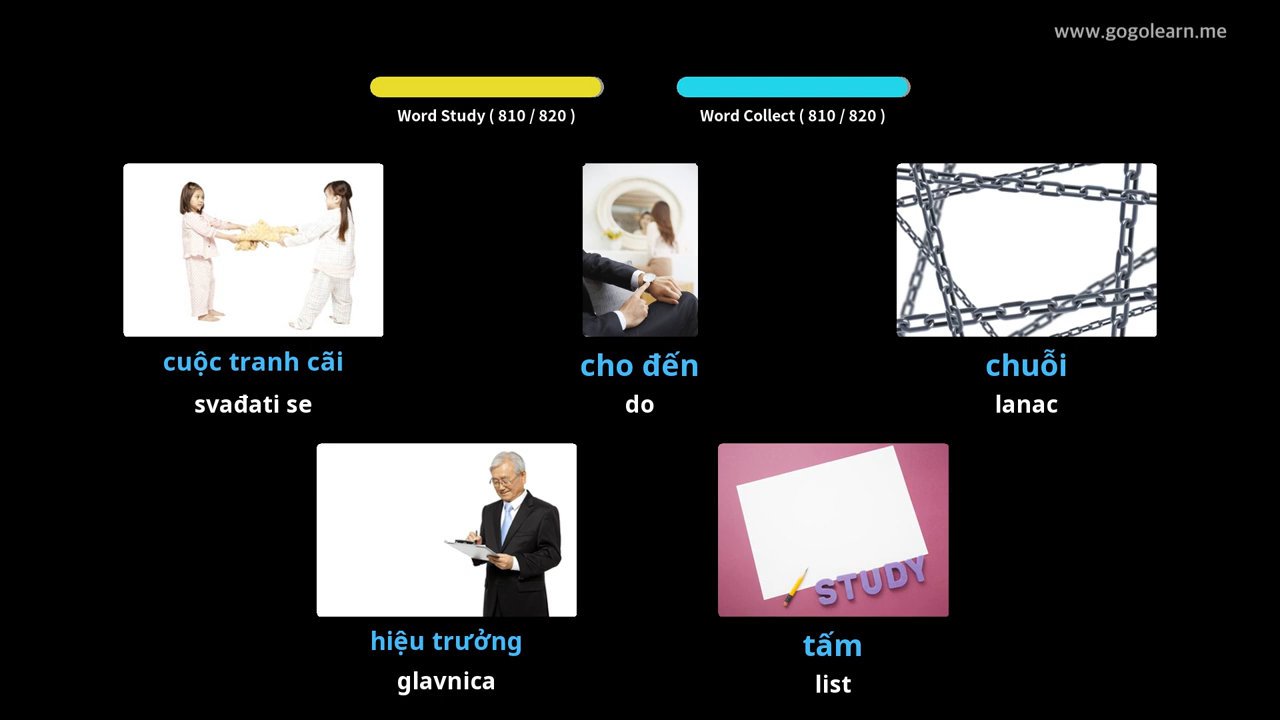 www.gogolearn.me
Word Study ( 810 / 820 )
Word Collect ( 810 / 820 )
cuộc tranh cãi
svađati se
cho đến
do
chuỗi
lanac
hiệu trưởng
glavnica
STUDY
tấm
list